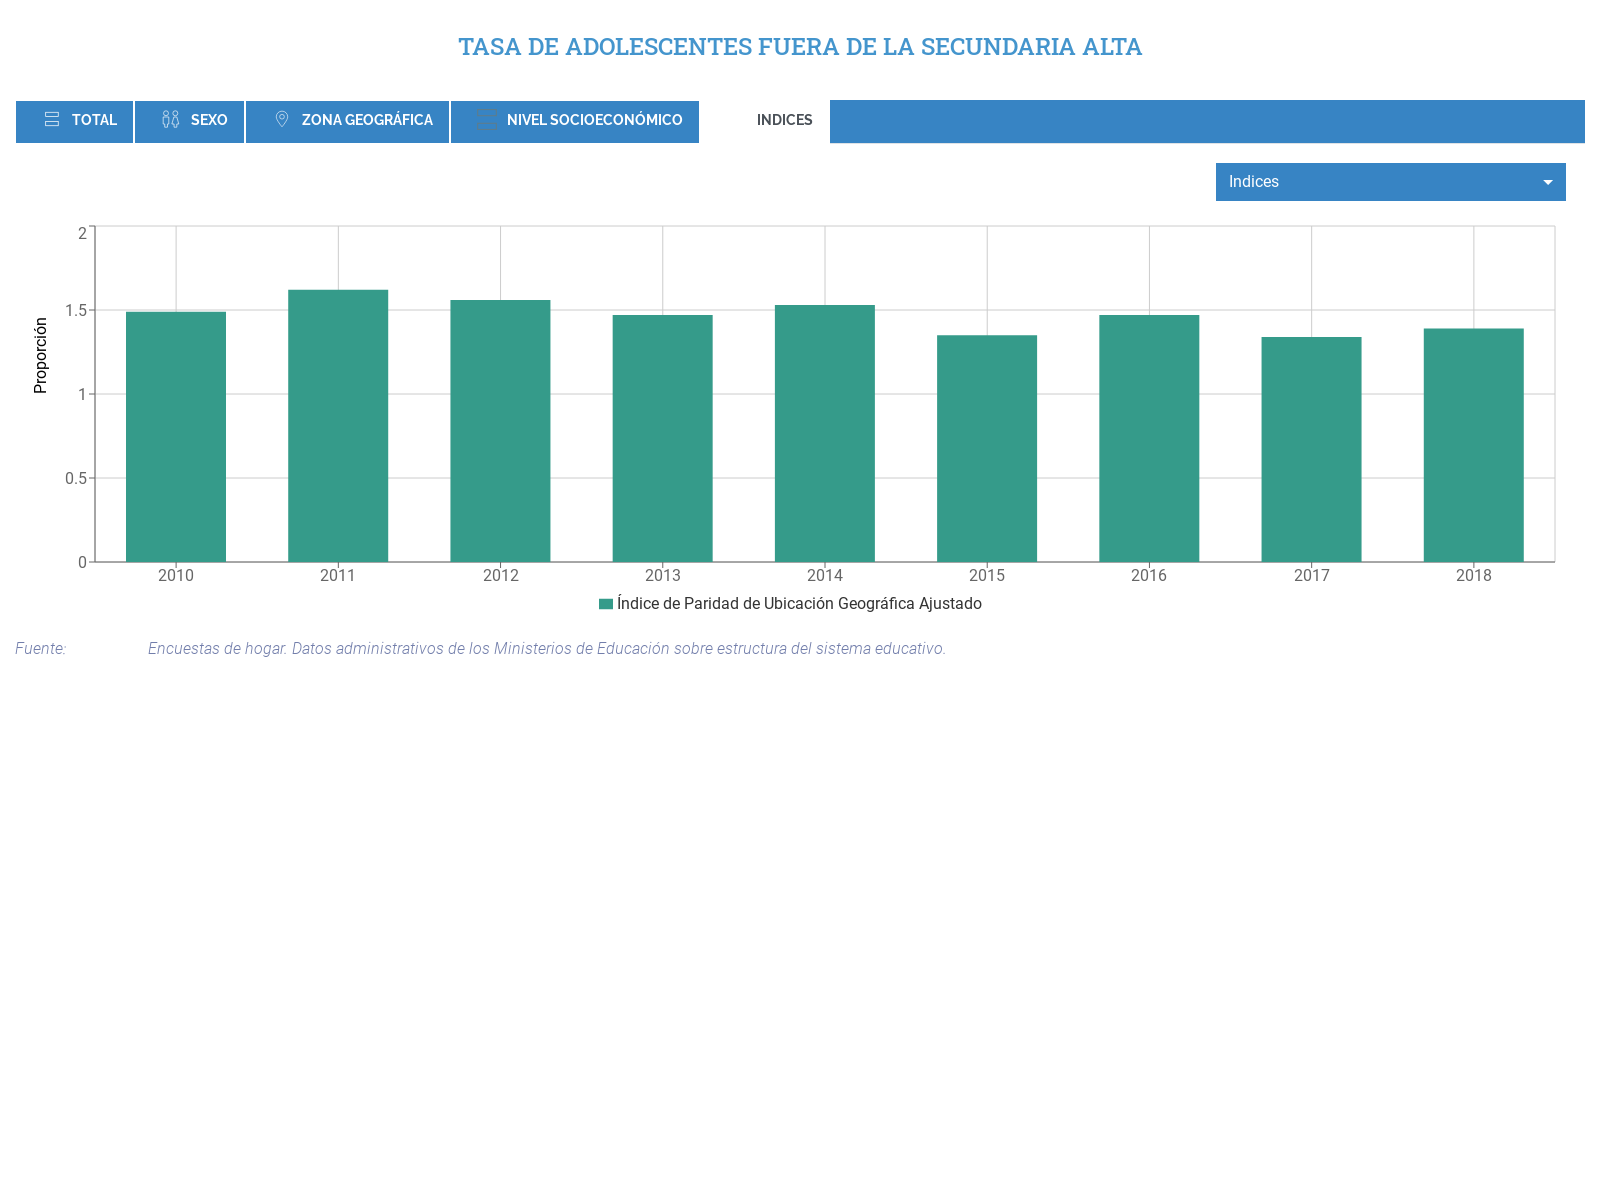 TASA DE ADOLESCENTES FUERA DE LA SECUNDARIA ALTA
TOTAL SEXO ZONA GEOGRÁFICA NIVEL SOCIOECONÓMICO INDICES
Indices
2
1.5
1
0.5
0
Proporción
2010 2011 2012 2013 2014 2015 2016 2017 2018
Índice de Paridad de Ubicación Geográfica Ajustado
Fuente: Encuestas de hogar. Datos administrativos de los Ministerios de Educación sobre estructura del sistema educativo.